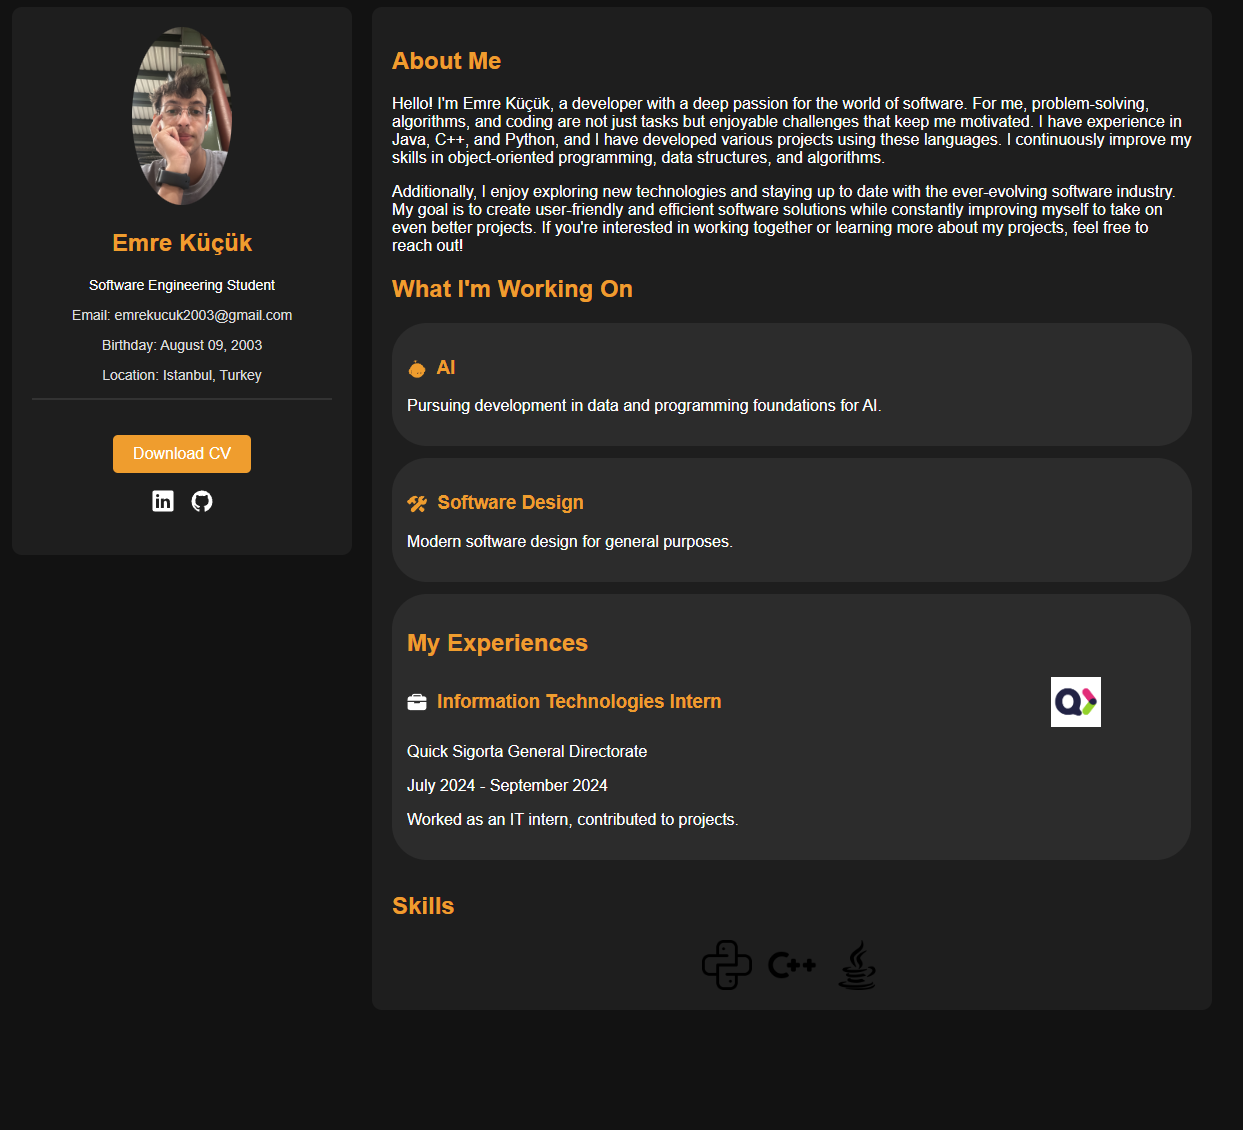 Emre Küçük
Software Engineering Student
Email: emrekucuk2003@gmail.com
Birthday: August 09, 2003
Location: Istanbul, Turkey
Download CV
in
About Me
Hello! I'm Emre Küçük, a developer with a deep passion for the world of software. For me, problem-solving,
algorithms, and coding are not just tasks but enjoyable challenges that keep me motivated. I have experience in
Java, C++, and Python, and I have developed various projects using these languages. I continuously improve my
skills in object-oriented programming, data structures, and algorithms.
Additionally, I enjoy exploring new technologies and staying up to date with the ever-evolving software industry.
My goal is to create user-friendly and efficient software solutions while constantly improving myself to take on
even better projects. If you're interested in working together or learning more about my projects, feel free to
reach out!
What I'm Working On
AI
Pursuing development in data and programming foundations for AI.
Software Design
Modern software design for general purposes.
My Experiences
Information Technologies Intern
Q
Quick Sigorta General Directorate
July 2024 - September 2024
Worked as an IT intern, contributed to projects.
Skills
C++